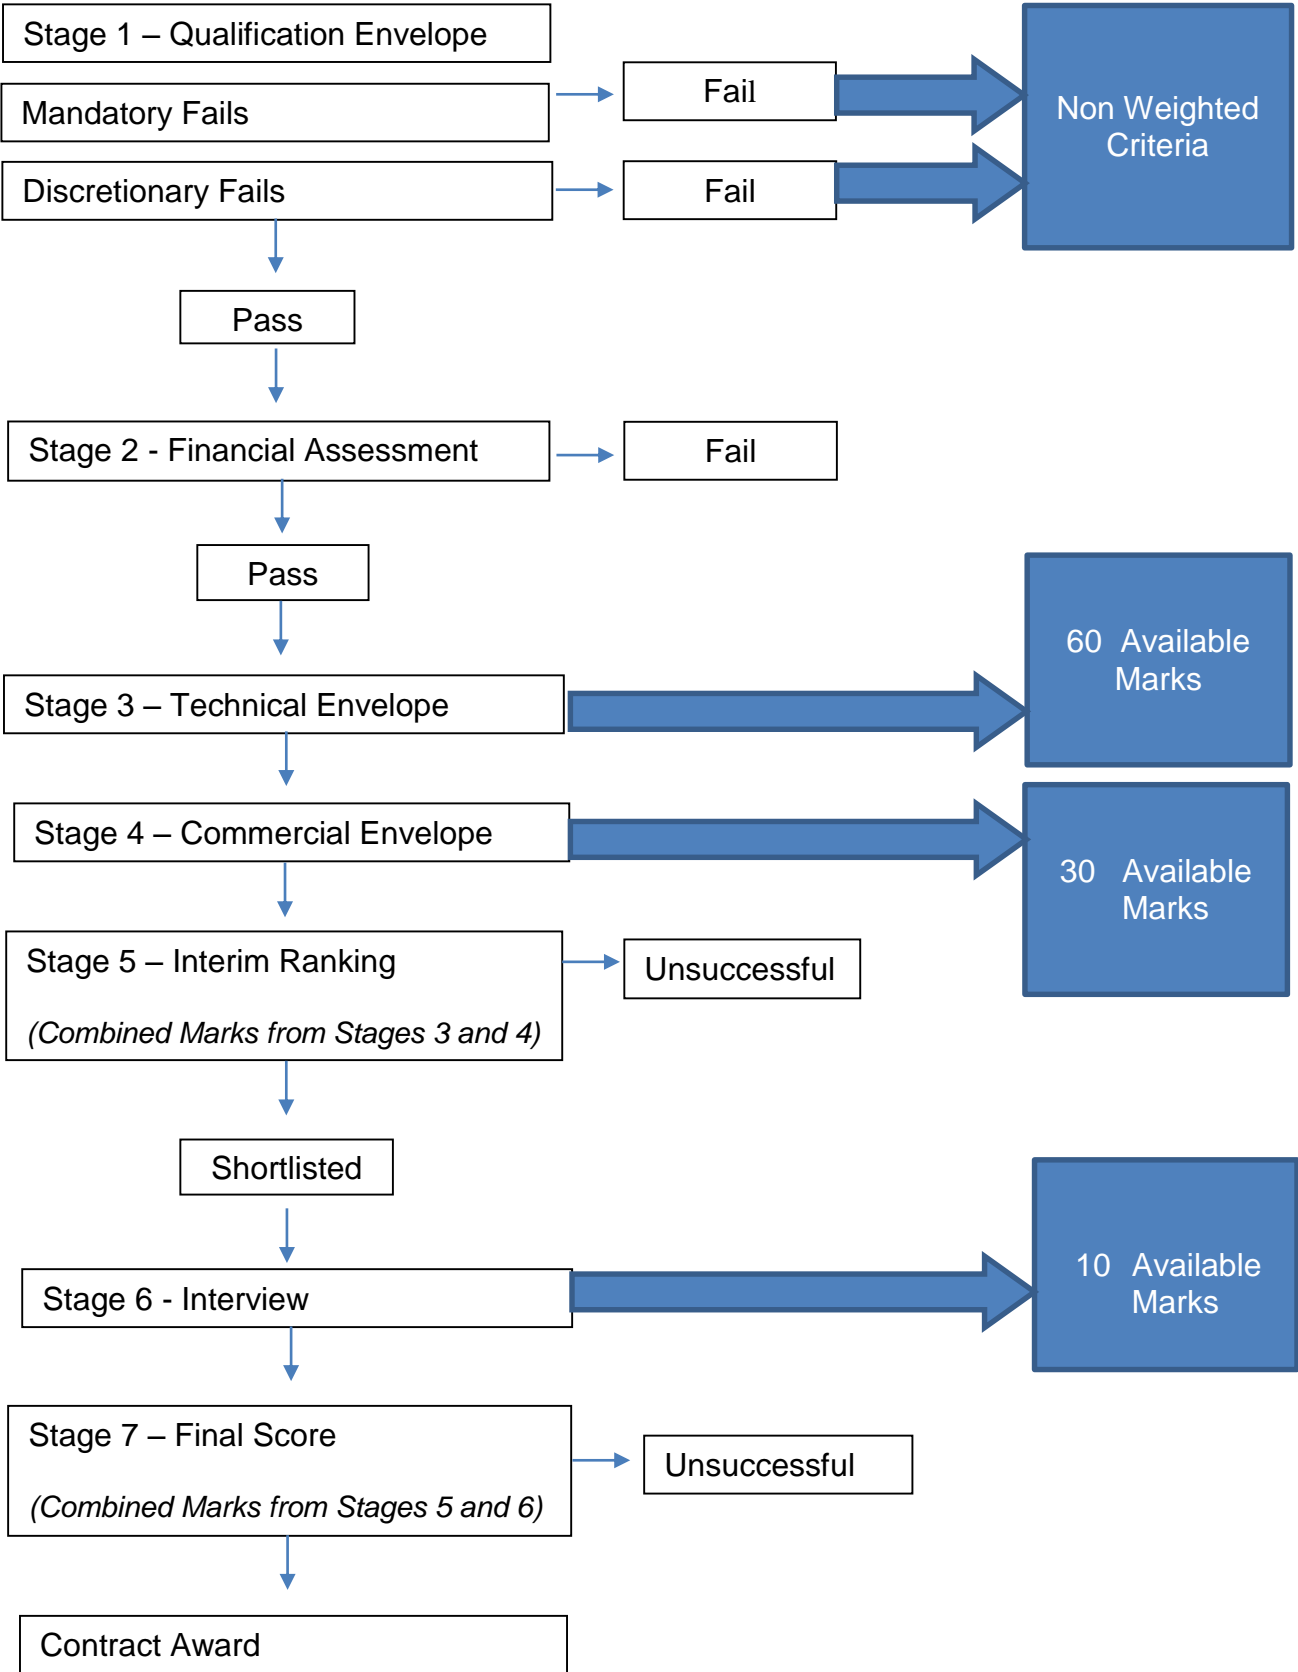 Stage 1 – Qualification Envelope
Mandatory Fails
Fail
Non Weighted
Criteria
Discretionary Fails
Fail
Pass
Stage 2 - Financial Assessment
Fail
Pass
60 Available
Marks
Stage 3 – Technical Envelope
Stage 4 – Commercial Envelope
30 Available
Marks
Stage 5 – Interim Ranking
(Combined Marks from Stages 3 and 4)
Unsuccessful
Shortlisted
Stage 6 - Interview
10 Available
Marks
Stage 7 – Final Score
(Combined Marks from Stages 5 and 6)
Unsuccessful
Contract Award